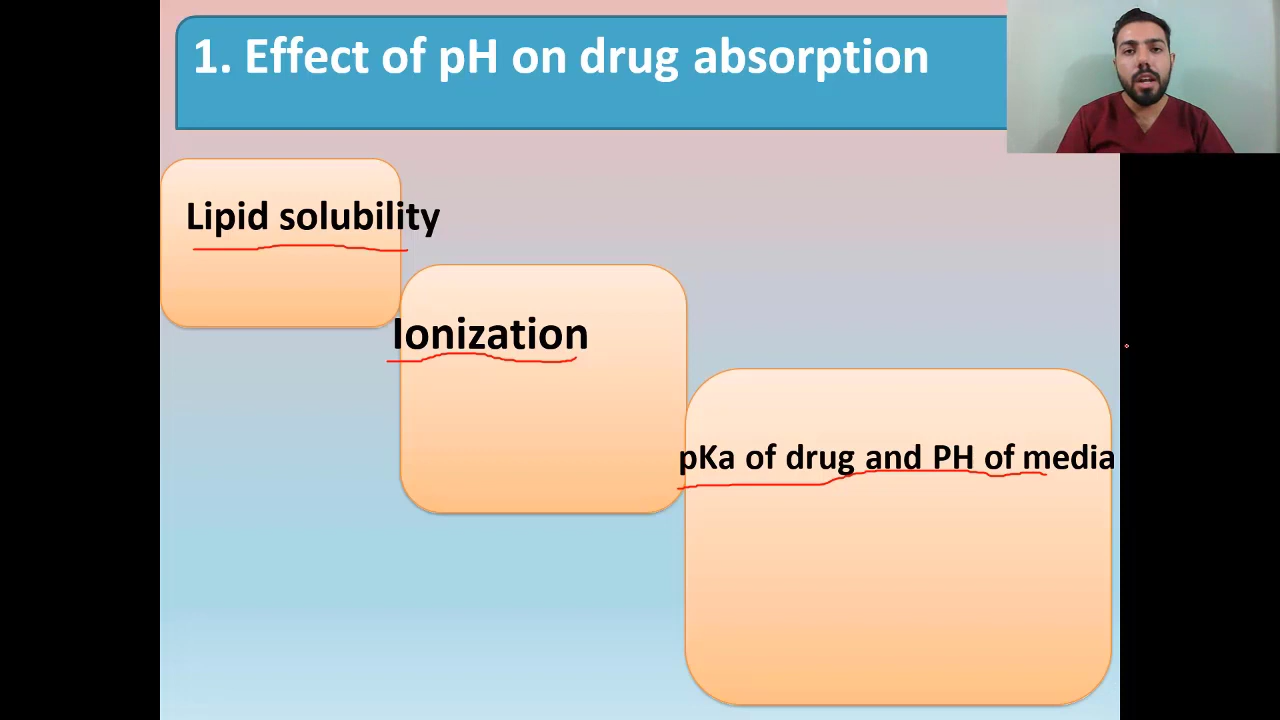 1. Effect of pH on drug absorption
Lipid solubility
Ionization
pKa of drug and PH of media